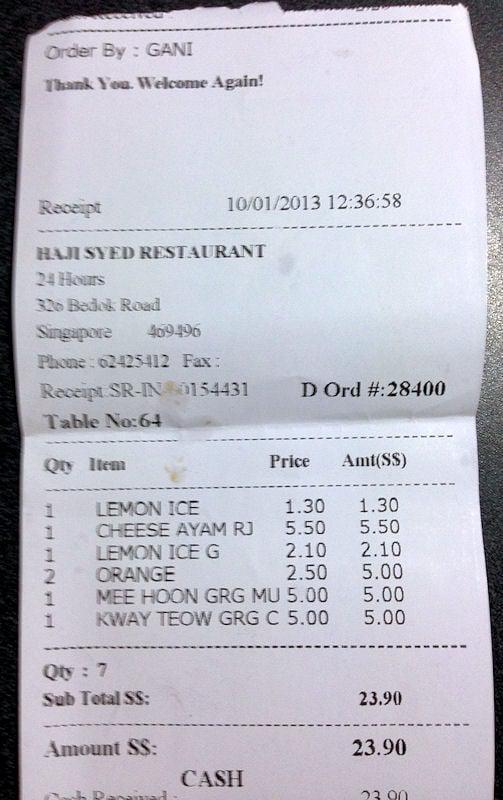 Received :
Order By : GANI
Thank You. Welcome Again!
Receipt 10/01/2013 12:36:58
HAJI SYED RESTAURANT
24 Hours
326 Bedok Road
Singapore 469496
Phone : 62425412 Fax :
Receipt:SR-IN 0154431 D Ord #:28400
Table No:64
Qty Item Price Amt(S$)
1 LEMON ICE 1.30 1.30
1 CHEESE AYAM RJ 5.50 5.50
1 LEMON ICE G 2.10 2.10
2 ORANGE 2.50 5.00
1 MEE HOON GRG MU 5.00 5.00
1 KWAY TEOW GRG C 5.00 5.00
Qty : 7
Sub Total S$: 23.90
Amount S$: 23.90
CASH
Cash Received : 23.90